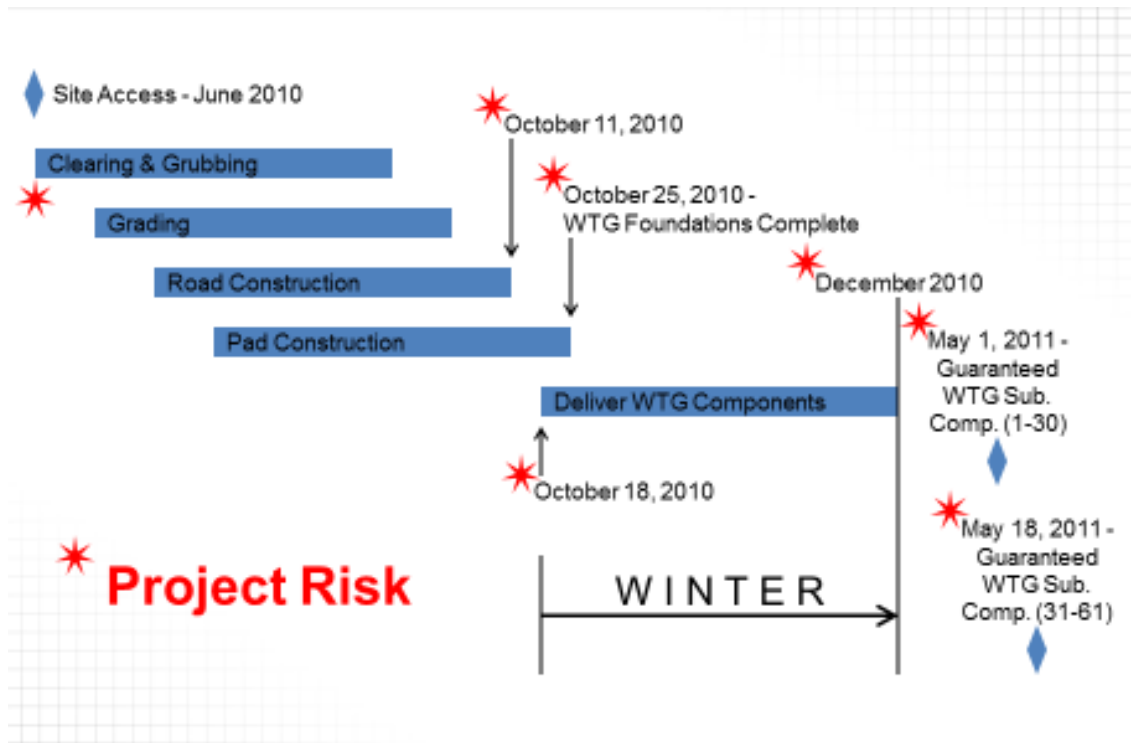 Site Access - June 2010
October 11, 2010
Clearing & Grubbing
October 25, 2010 -
WTG Foundations Complete
Grading
Road Construction
December 2010
Pad Construction
May 1, 2011 -
Guaranteed
WTG Sub.
Comp. (1-30)
Deliver WTG Components
October 18, 2010
May 18, 2011 -
Guaranteed
WTG Sub.
Comp. (31-61)
Project Risk
WINTER